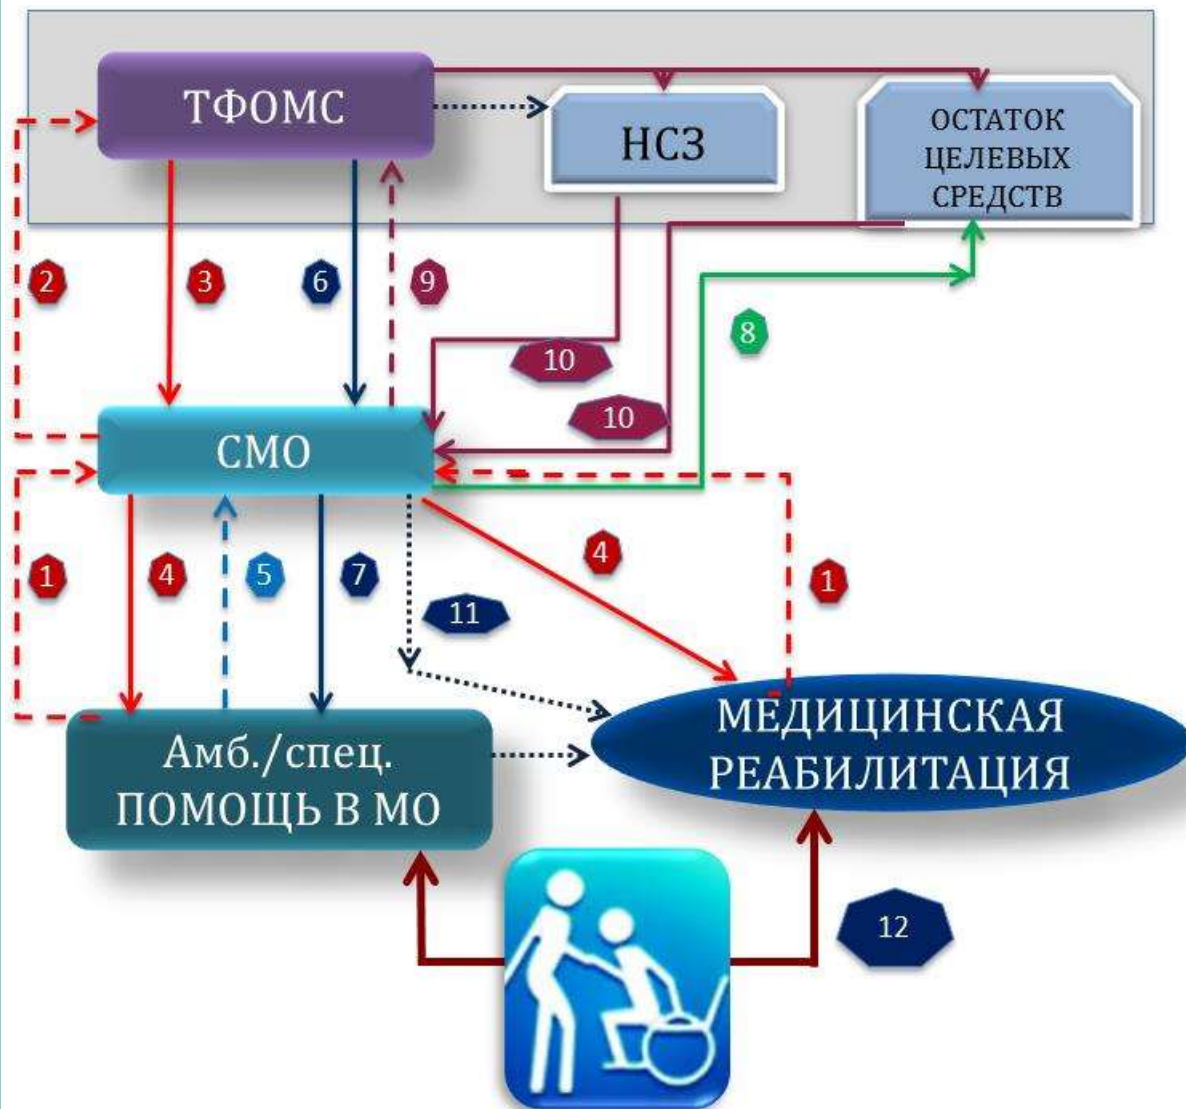 ТФОМС
НСЗ
ОСТАТОК
ЦЕЛЕВЫХ
СРЕДСТВ
2
3
6
9
8
10
10
СМО
1
4
5
7
11
4
1
Амб./спец.
ПОМОЩЬ В МО
МЕДИЦИНСКАЯ
РЕАБИЛИТАЦИЯ
12